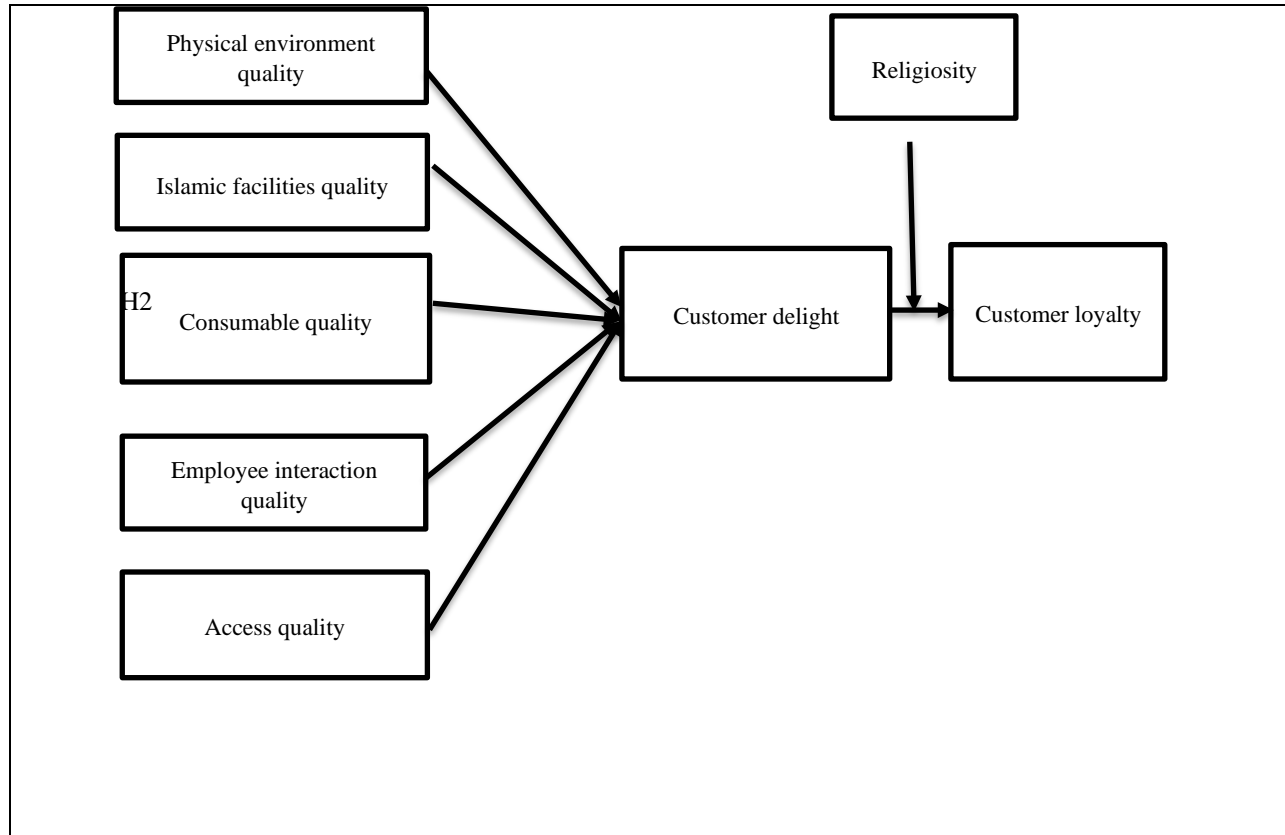 Physical environment
quality
Religiosity
Islamic facilities quality
H2
Consumable quality
Customer delight
Customer loyalty
Employee interaction
quality
Access quality